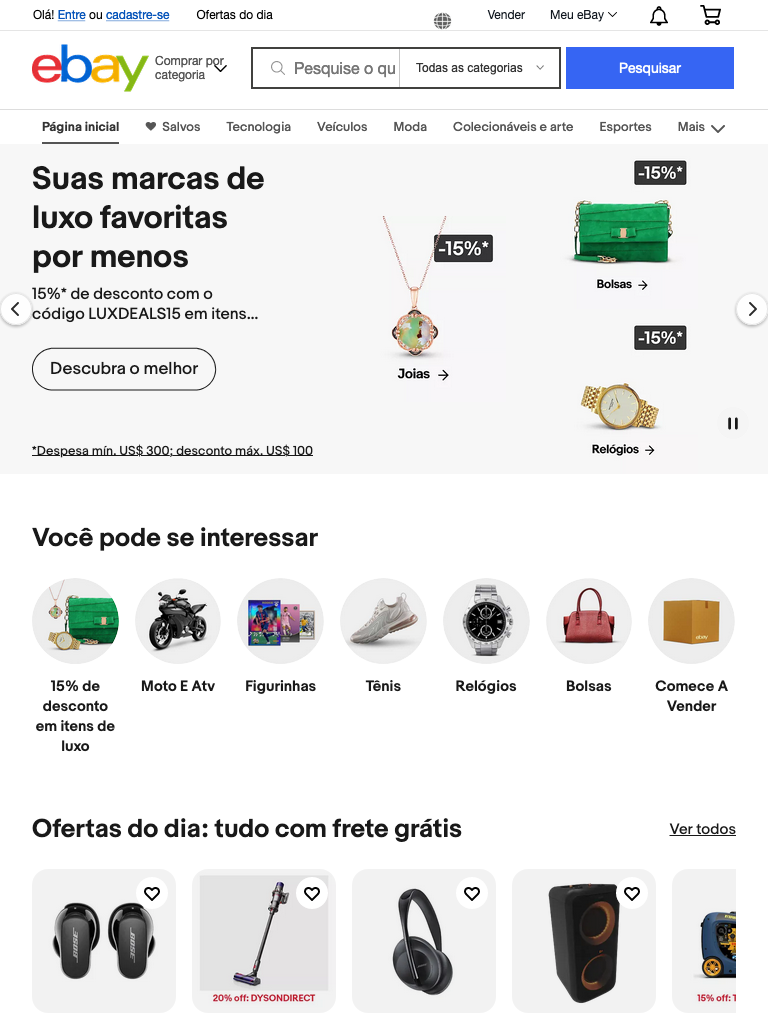 Olá! Entre ou cadastre-se Ofertas do dia Vender Meu eBay
ebay
Comprar por
categoria
Pesquise o qu Todas as categorias Pesquisar
Página inicial Salvos Tecnologia Veículos Moda Colecionáveis e arte Esportes Mais
Suas marcas de
luxo favoritas
por menos
15%* de desconto com o
código LUXDEALS15 em itens...
Descubra o melhor
*Despesa mín. US$ 300; desconto máx. US$ 100
-15%*
Joias
-15%*
Bolsas
-15%*
Relógios
Você pode se interessar
15% de
desconto
em itens de
luxo
Moto E Atv
Figurinhas
Tênis
Relógios
Bolsas
ebay
Comece A
Vender
Ofertas do dia: tudo com frete grátis Ver todos
BOSE BOSE
20% off: DYSONDIRECT
15% off: T